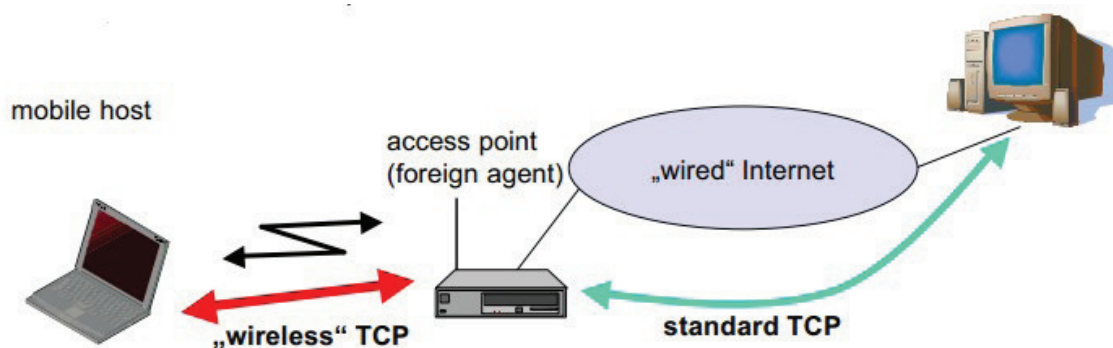 mobile host
access point
(foreign agent)
„wired“ Internet
„wireless“ TCP
standard TCP